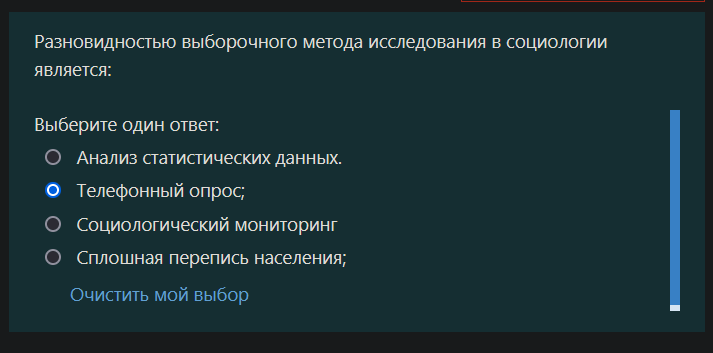 Разновидностью выборочного метода исследования в социологии
является:
Выберите один ответ:
Анализ статистических данных.
Телефонный опрос;
Социологический мониторинг
Сплошная перепись населения;
Очистить мой выбор